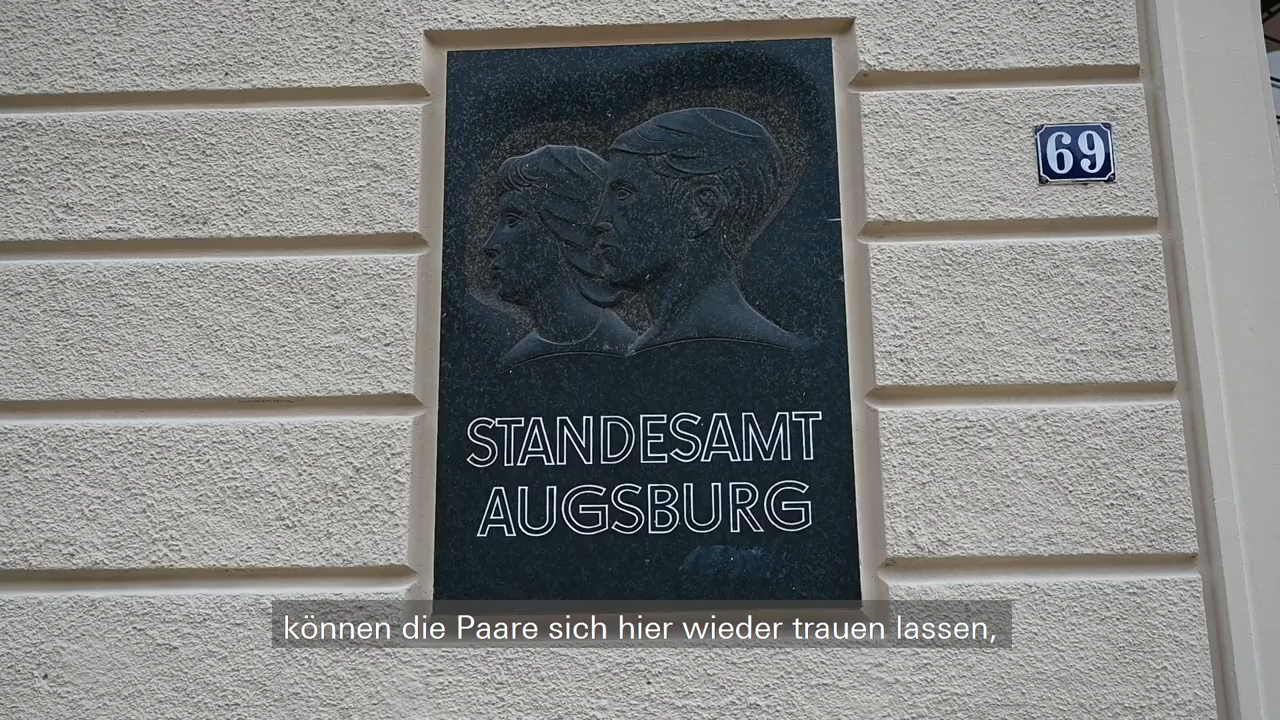 69
STANDESAMT
AUGSBURG
können die Paare sich hier wieder trauen lassen,